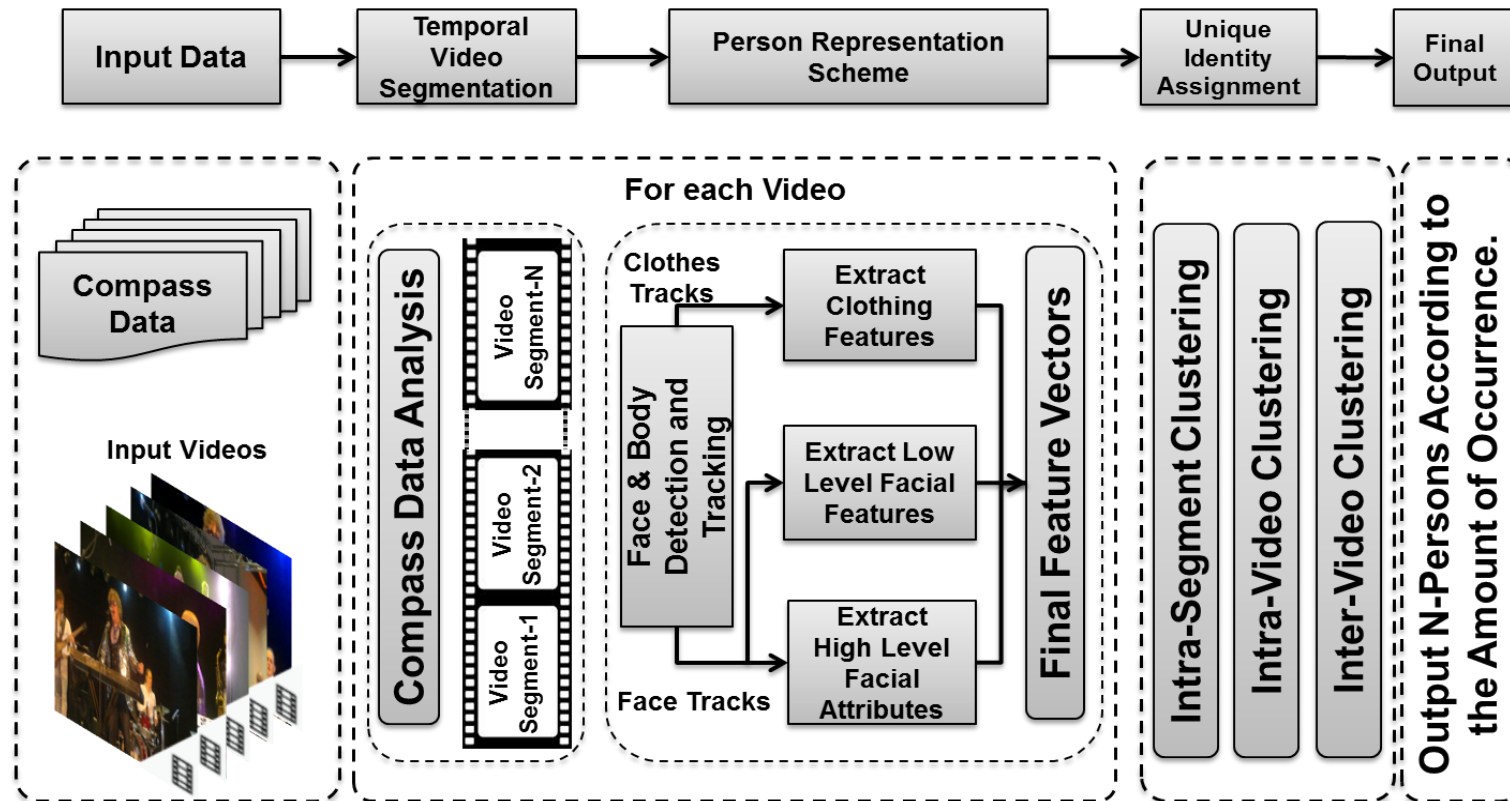 Input Data
Temporal
Video
Segmentation
Person Representation
Scheme
Unique
Identity
Assignment
Final
Output
Compass
Data
Input Videos
For each Video
Compass Data Analysis
Video
Segment-N
Video
Segment-2
Video
Segment-1
Clothes
Tracks
Face & Body
Detection and
Tracking
Face Tracks
Extract
Clothing
Features
Extract Low
Level Facial
Features
Extract
High Level
Facial
Attributes
Final Feature Vectors
Intra-Segment Clustering
Intra-Video Clustering
Inter-Video Clustering
Output N-Persons According to
the Amount of Occurrence.